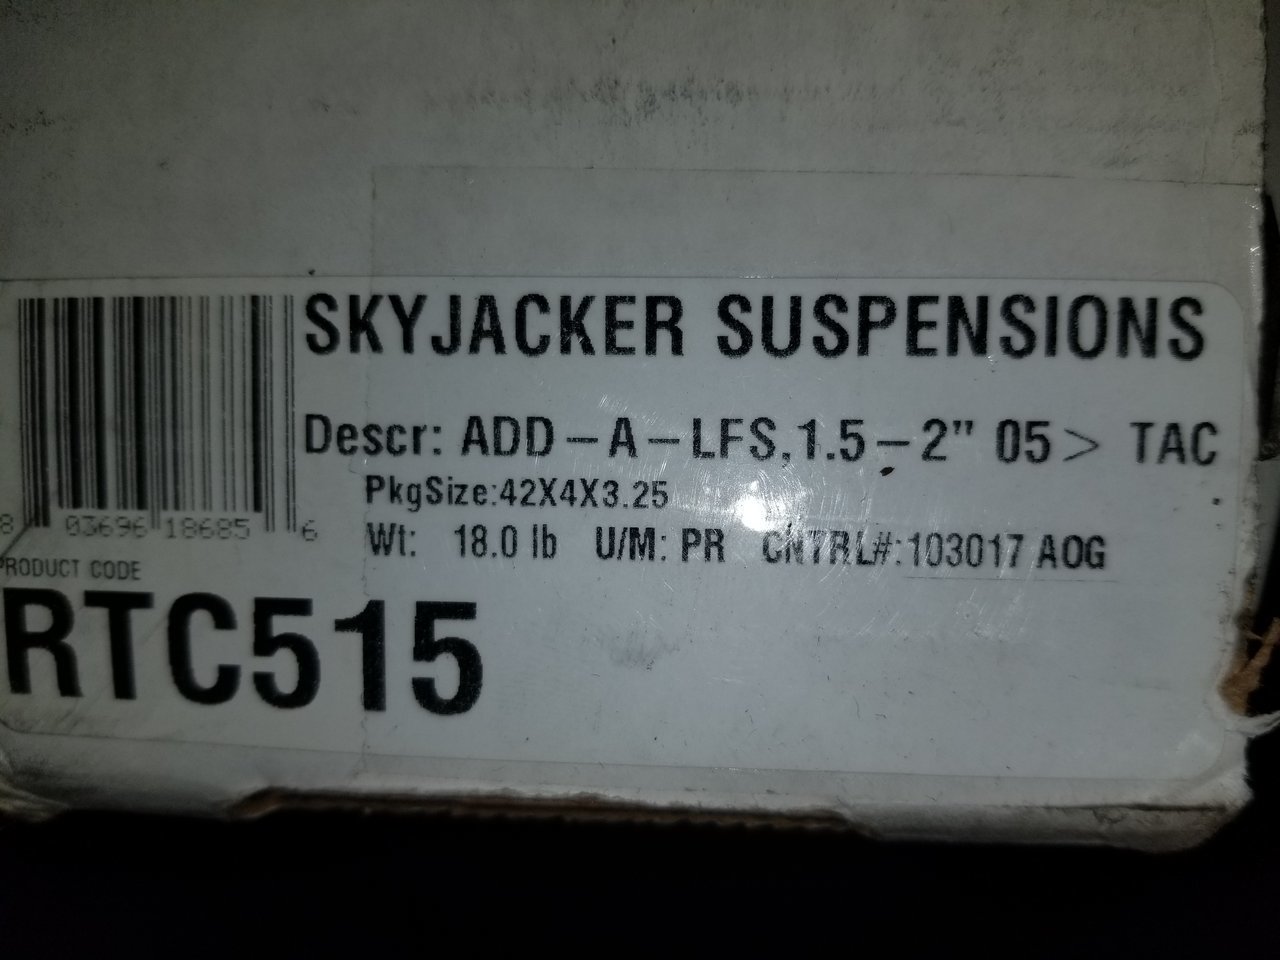 SKYJACKER SUSPENSIONS
Descr: ADD-A-LFS,1.5-2" 05> TAC
PkgSize:42X4X3.25
Wt: 18.0 lb U/M: PR CNTRL#:103017 AOG
8 03696 18685 6
PRODUCT CODE
RTC515